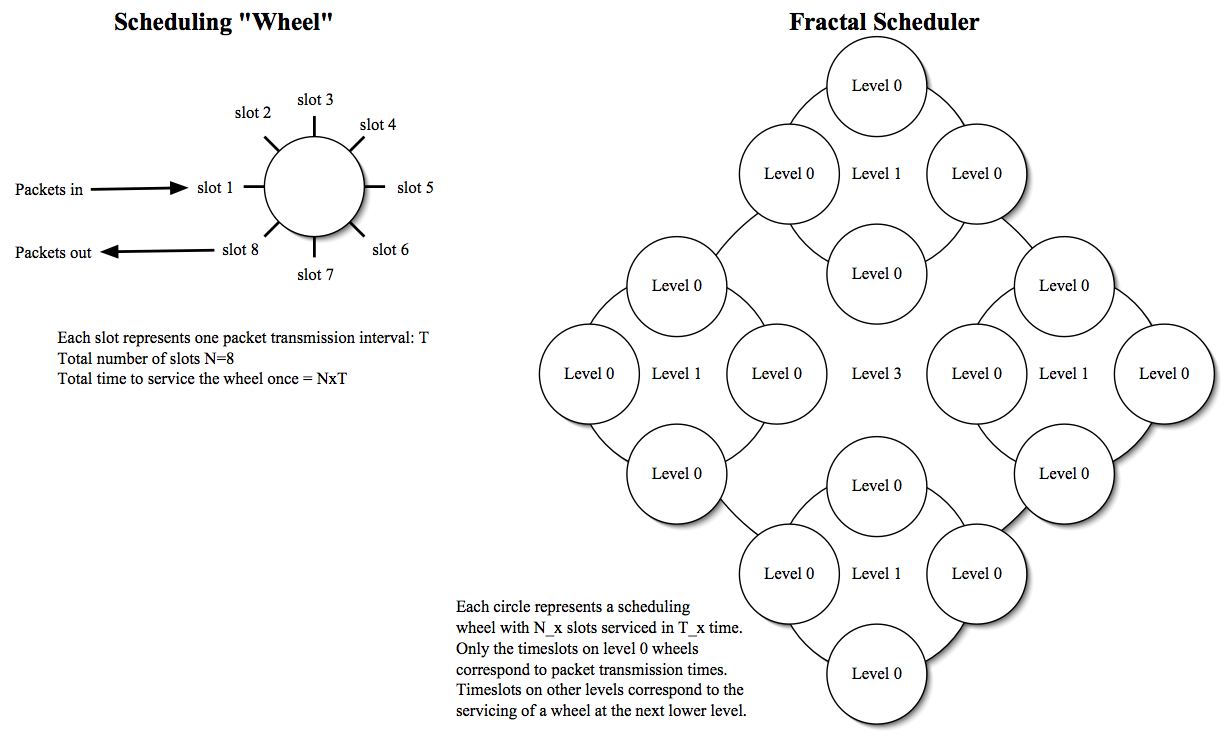 Scheduling "Wheel"
slot 3
slot 2
slot 4
Packets in
slot 1
slot 5
Packets out
slot 8
slot 6
slot 7
Each slot represents one packet transmission interval: T
Total number of slots N=8
Total time to service the wheel once = NxT
Fractal Scheduler
Level 0
Level 0
Level 1
Level 0
Level 0
Level 0
Level 0
Level 0
Level 1
Level 0
Level 3
Level 0
Level 1
Level 0
Level 0
Level 0
Level 0
Level 0
Level 1
Level 0
Level 0
Each circle represents a scheduling
wheel with N_x slots serviced in T_x time.
Only the timeslots on level 0 wheels
correspond to packet transmission times.
Timeslots on other levels correspond to the
servicing of a wheel at the next lower level.